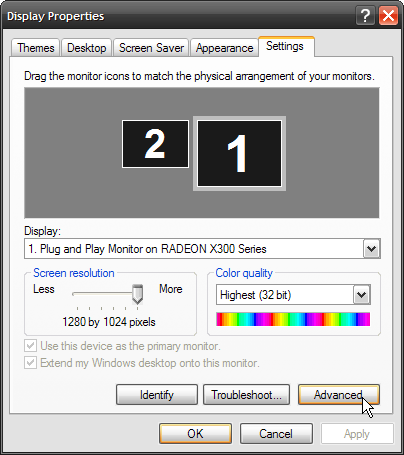 Display Properties
Themes Desktop Screen Saver Appearance Settings
Drag the monitor icons to match the physical arrangement of your monitors.
2 1
Display:
1. Plug and Play Monitor on RADEON X300 Series
Screen resolution Color quality
Less More Highest (32 bit)
1280 by 1024 pixels
Use this device as the primary monitor.
Extend my Windows desktop onto this monitor.
Identify Troubleshoot... Advanced
OK Cancel Apply